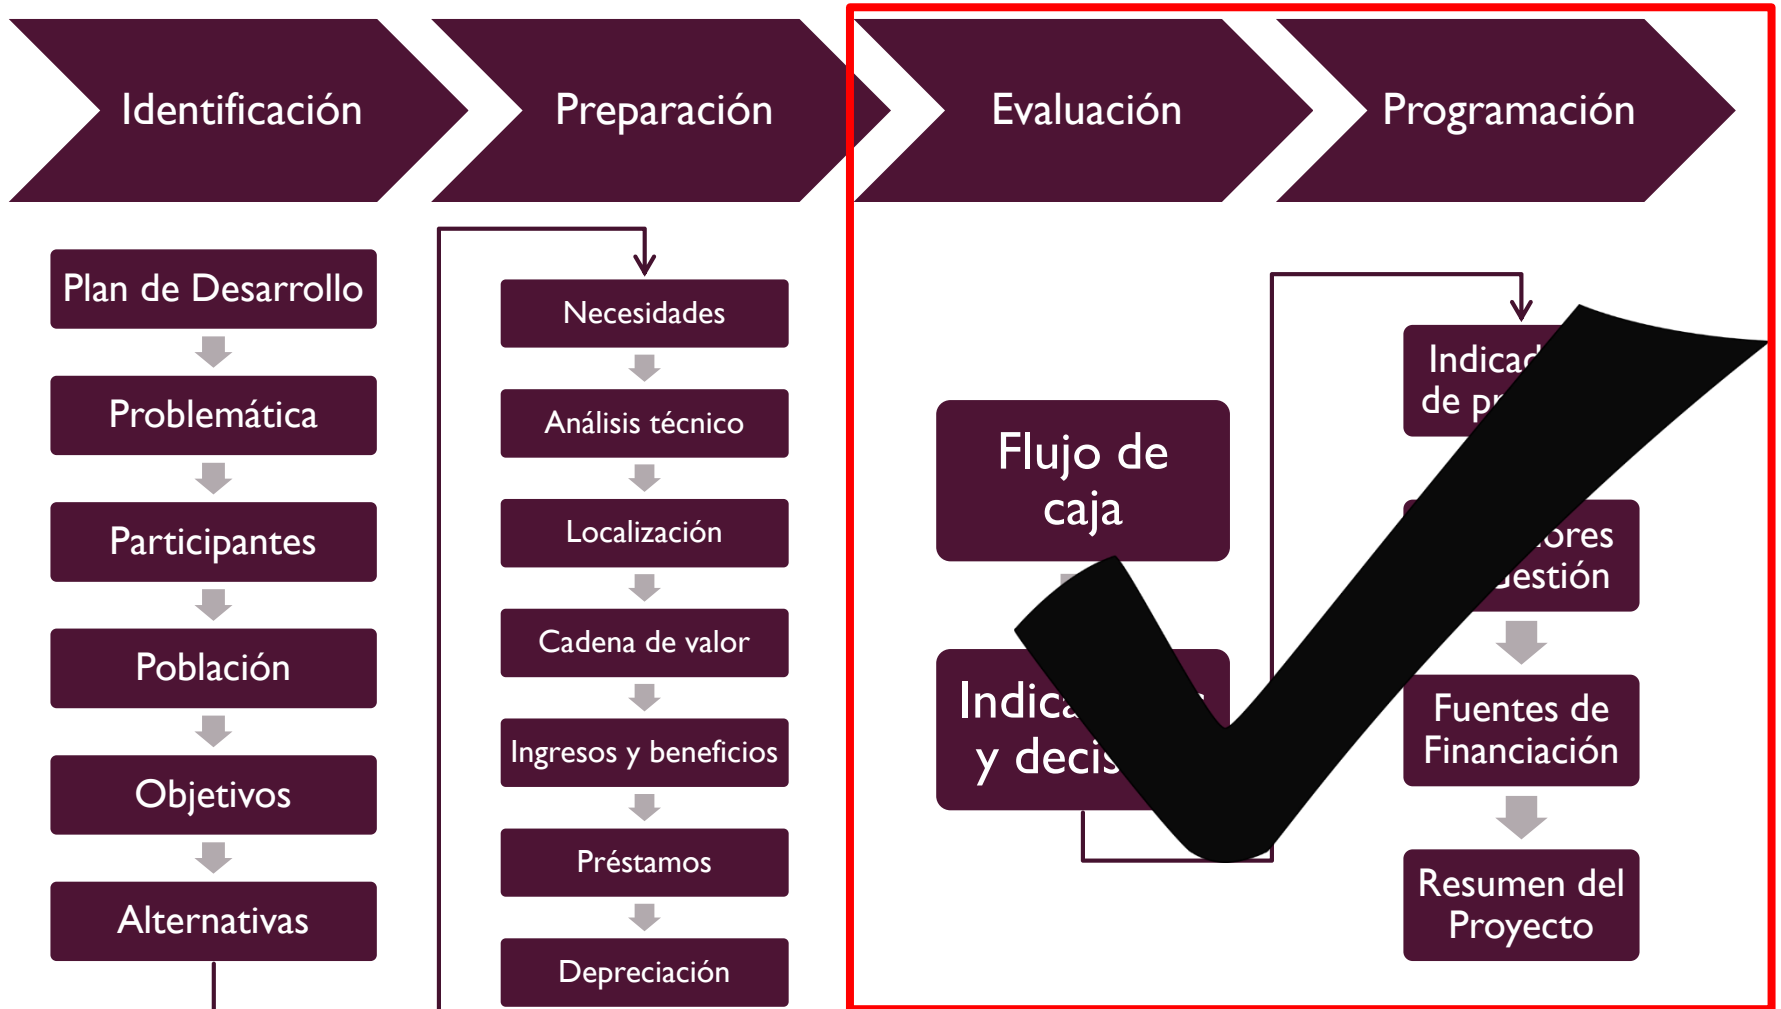 Identificación
Preparación
Evaluación
Programación
Plan de Desarrollo
Problemática
Participantes
Población
Objetivos
Alternativas
Necesidades
Análisis técnico
Localización
Cadena de valor
Ingresos y beneficios
Préstamos
Depreciación
Flujo de
caja
y
de
Fuentes de
Financiación
Resumen del
Proyecto